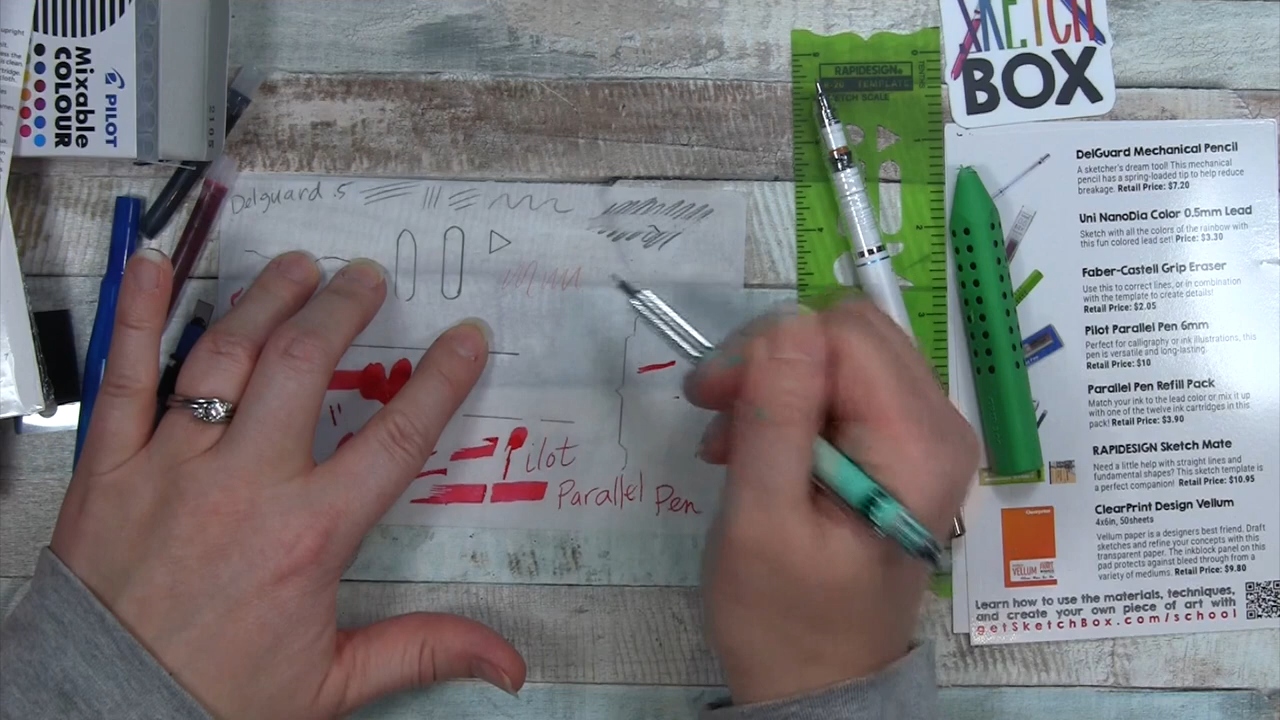 PILOT
Mixable
COLOUR
Delguard .5
1"
Pilot
Parallel Pen
RAPIDESIGN®
TEMPLATE
SKETCH SCALE
SKETCH
BOX
DelGuard Mechanical Pencil
A sketcher's dream tool! This mechanical
pencil has a spring-loaded tip to help reduce
breakage. Retail Price: $7.20
Uni NanoDia Color 0.5mm Lead
Sketch with all the colors of the rainbow with
this fun colored lead set! Price: $3.30
Faber-Castell Grip Eraser
Use this to correct lines, or in combination
with the template to create details!
Retail Price: $2.05
Pilot Parallel Pen 6mm
Perfect for calligraphy or ink illustrations, this
pen is versatile and long-lasting.
Retail Price: $10
Parallel Pen Refill Pack
Match your ink to the lead color or mix it up
with one of the twelve ink cartridges in this
pack! Retail Price: $3.90
RAPIDESIGN Sketch Mate
Need a little help with straight lines and
fundamental shapes? This sketch template is
a perfect companion! Retail Price: $10.95
ClearPrint Design Vellum
4x6in, 50sheets
Vellum paper is a designers best friend. Draft
sketches and refine your concepts with this
transparent paper. The inkblock panel on this
pad protects against bleed through from a
variety of mediums. Retail Price: $9.80
Learn how to use the materials, techniques,
and create your own piece of art with
getSketchBox.com/school